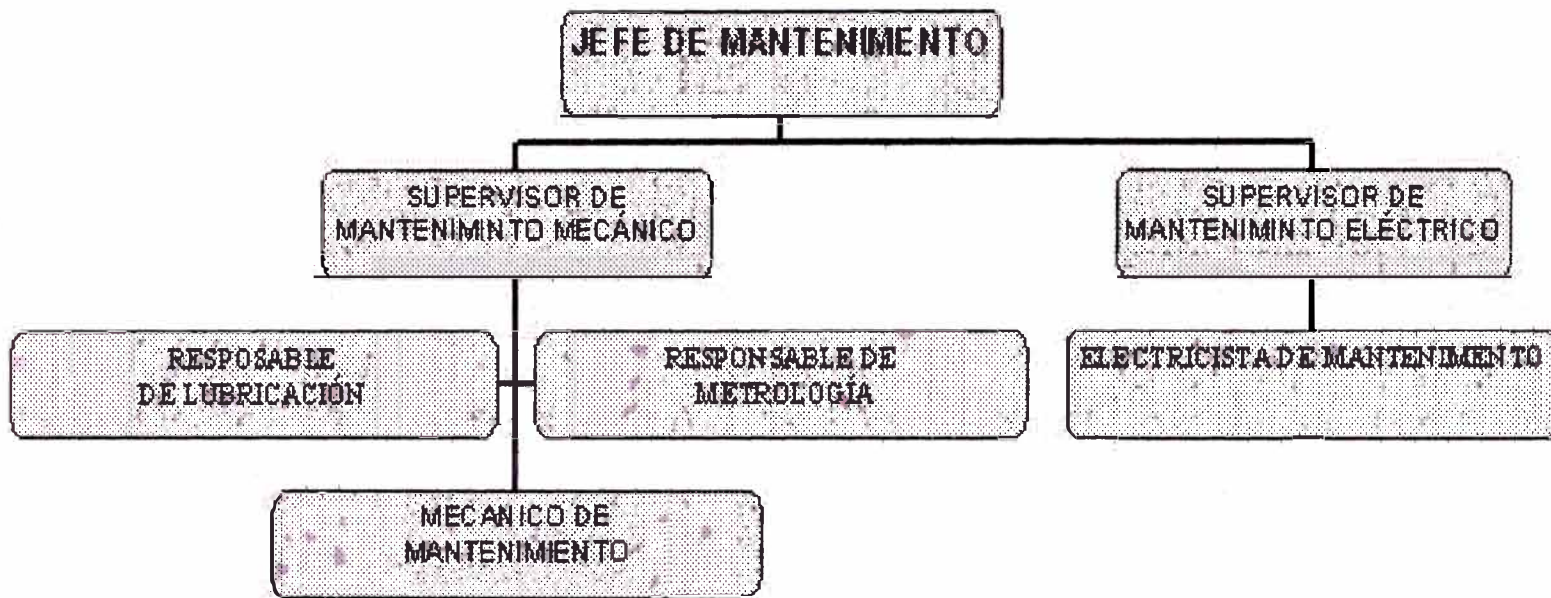 JEFE DE MANTENIMENTO
SUPERVISOR DE
MANTENIMINTO MECÁNICO
SUPERVISOR DE
MANTENIMINTO ELÉCTRICO
RESPOSABLE
DE LUBRICACIÓN
RESPONSABLE DE
METROLOGÍA
ELECTRICISTA DE MANTENIMENTO
MECANICO DE
MANTENIMIENTO